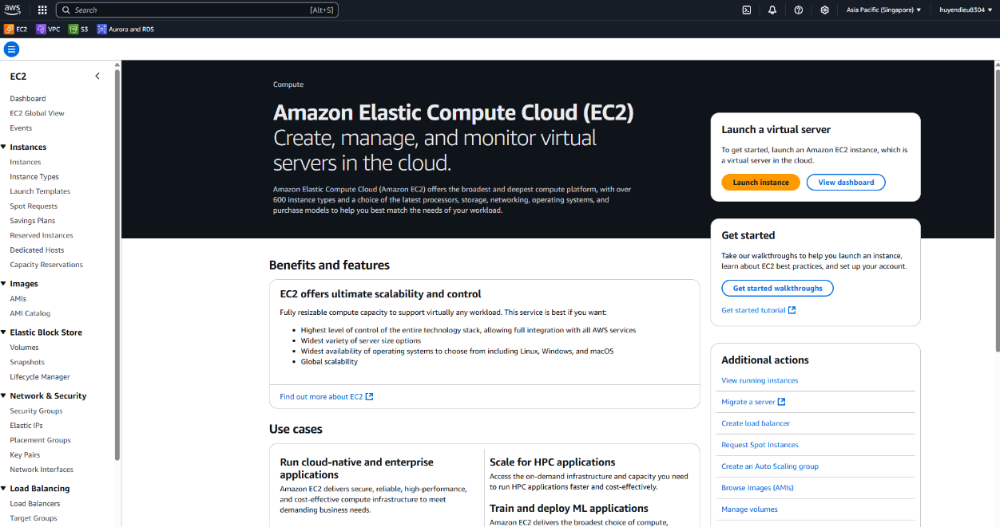 aws
Search [Alt+S]
Asia Pacific (Singapore)
huyendieu8304
EC2
VPC
S3
Aurora and RDS
EC2
Dashboard
EC2 Global View
Events
Instances
Instances
Instance Types
Launch Templates
Spot Requests
Savings Plans
Reserved Instances
Dedicated Hosts
Capacity Reservations
Images
AMIs
AMI Catalog
Elastic Block Store
Volumes
Snapshots
Lifecycle Manager
Network & Security
Security Groups
Elastic IPs
Placement Groups
Key Pairs
Network Interfaces
Load Balancing
Load Balancers
Target Groups
Compute
Amazon Elastic Compute Cloud (EC2)
Create, manage, and monitor virtual
servers in the cloud.
Amazon Elastic Compute Cloud (Amazon EC2) offers the broadest and deepest compute platform, with over
600 instance types and a choice of the latest processors, storage, networking, operating systems, and
purchase models to help you best match the needs of your workload.
Benefits and features
EC2 offers ultimate scalability and control
Fully resizable compute capacity to support virtually any workload. This service is best if you want:
• Highest level of control of the entire technology stack, allowing full integration with all AWS services
• Widest variety of server size options
• Widest availability of operating systems to choose from including Linux, Windows, and macOS
• Global scalability
Find out more about EC2
Use cases
Run cloud-native and enterprise
applications
Amazon EC2 delivers secure, reliable, high-performance,
and cost-effective compute infrastructure to meet
demanding business needs.
Scale for HPC applications
Access the on-demand infrastructure and capacity you need
to run HPC applications faster and cost-effectively.
Train and deploy ML applications
Amazon EC2 delivers the broadest choice of compute,
Launch a virtual server
To get started, launch an Amazon EC2 instance, which is
a virtual server in the cloud.
Launch instance
View dashboard
Get started
Take our walkthroughs to help you launch an instance,
learn about EC2 best practices, and set up your account.
Get started walkthroughs
Get started tutorial
Additional actions
View running instances
Migrate a server
Create load balancer
Request Spot Instances
Create an Auto Scaling group
Browse images (AMIs)
Manage volumes